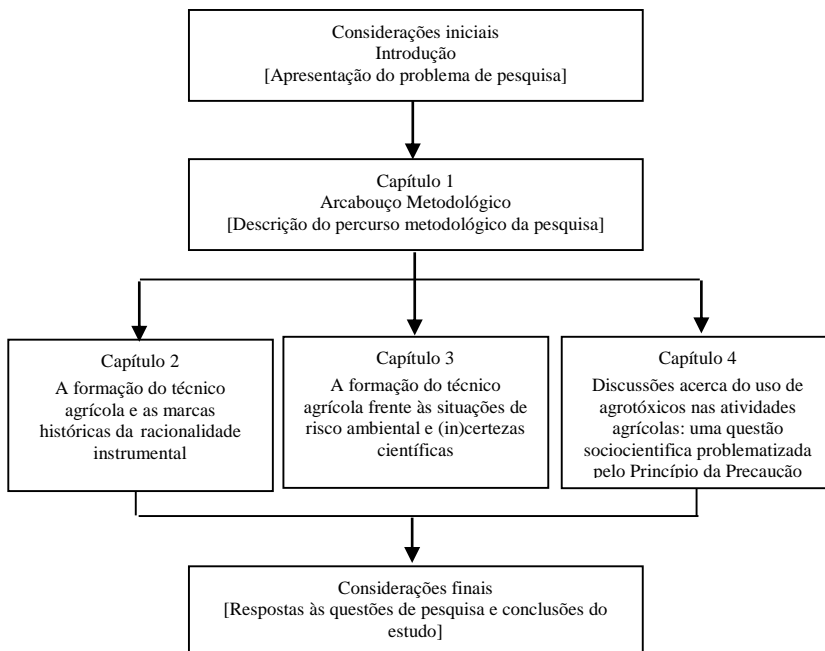 Considerações iniciais
Introdução
[Apresentação do problema de pesquisa]
Capítulo 1
Arcabouço Metodológico
[Descrição do percurso metodológico da pesquisa]
Capítulo 2
A formação do técnico
agrícola e as marcas
históricas da racionalidade
instrumental
Capítulo 3
A formação do técnico
agrícola frente às situações de
risco ambiental e (in)certezas
científicas
Capítulo 4
Discussões acerca do uso de
agrotóxicos nas atividades
agrícolas: uma questão
sociocientifica problematizada
pelo Princípio da Precaução
Considerações finais
[Respostas às questões de pesquisa e conclusões do
estudo]